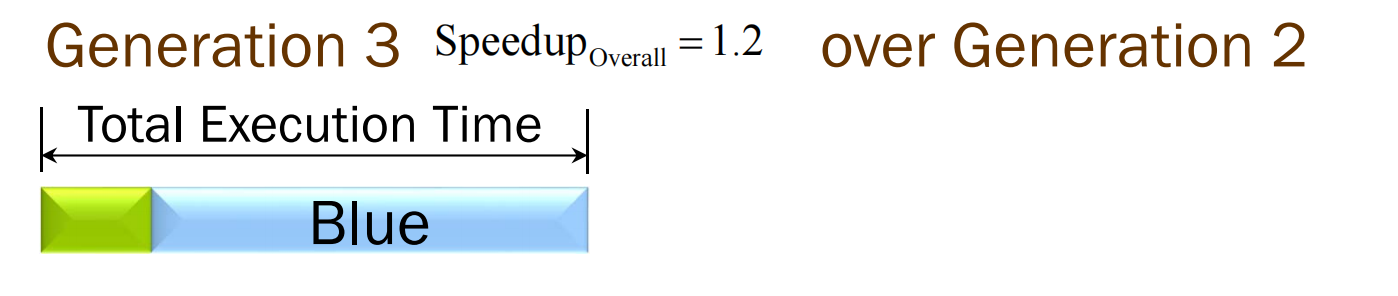 Generation 3 Speedup_Overall = 1.2 over Generation 2
Total Execution Time
Blue